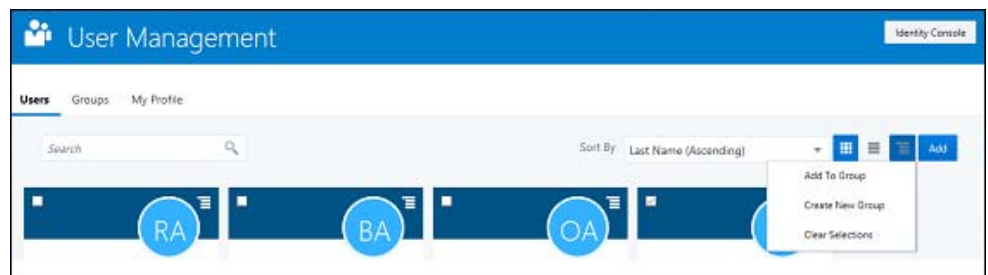 User Management
Identity Console
Users Groups My Profile
Search
Sort By Last Name (Ascending) Add
Add To Group
Create New Group
Clear Selections
RA BA OA